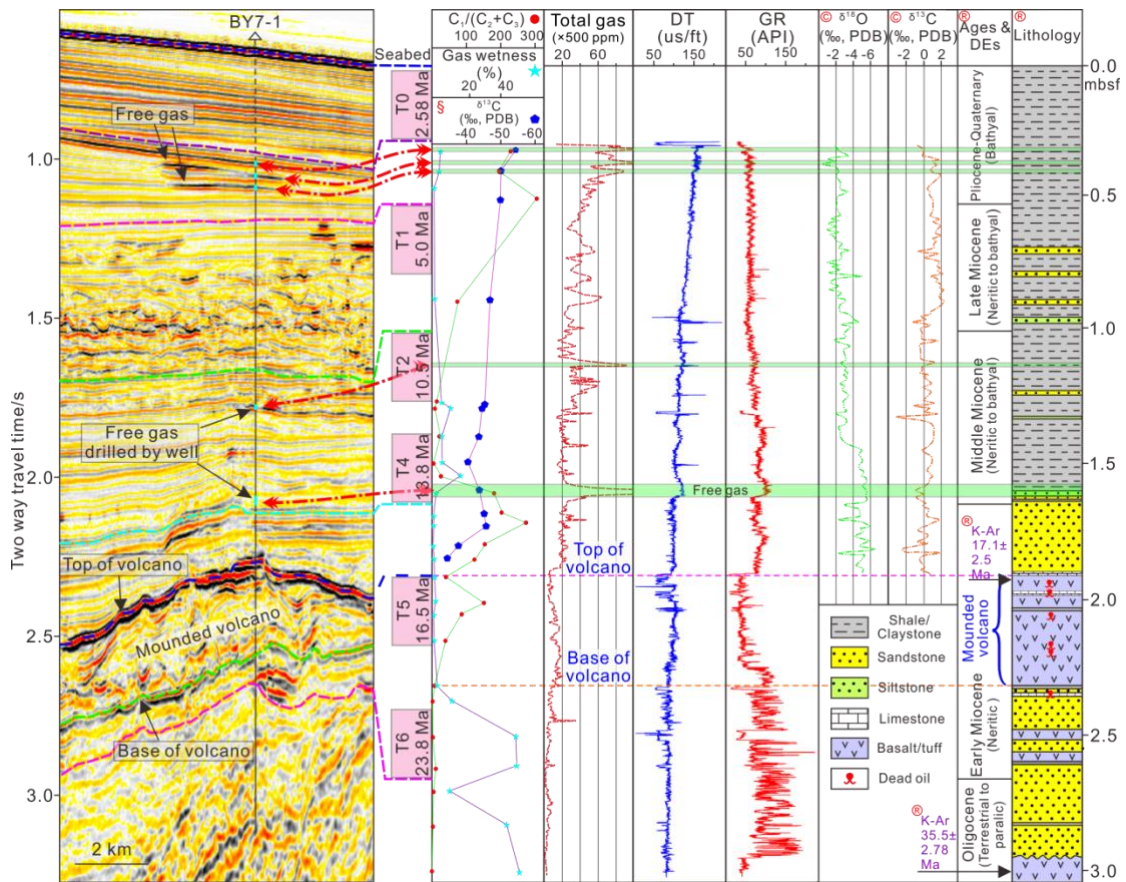 BY7-1
Seabed
C₁/(C₂+C₃)
100 200 300
Gas wetness
(%)
20 40
§ δ¹³C
(‰, PDB)
-40 -50 -60
Total gas
(×500 ppm)
20 60
DT
(us/ft)
50 150
GR
(API)
50 150
© δ¹⁸O
(‰, PDB)
-2 -4 -6
© δ¹³C
(‰, PDB)
-2 0 2
® Ages &
DEs
®
Lithology
Two way travel time/s
1.0
1.5
2.0
2.5
3.0
Free gas
Free gas
drilled by well
Top of volcano
Mounded volcano
Base of volcano
2 km
T0
2.58 Ma
T1
5.0 Ma
T2
10.5 Ma
T4
13.8 Ma
T5
16.5 Ma
T6
23.8 Ma
Free gas
Top of
volcano
Base of
volcano
Shale/
Claystone
Sandstone
Siltstone
Limestone
Basalt/tuff
Dead oil
Pliocene-Quaternary
(Bathyal)
Late Miocene
(Neritic to bathyal)
Middle Miocene
(Neritic to bathyal)
®
K-Ar
17.1±
2.5
Ma
Mounded
volcano
Early Miocene
(Neritic)
Oligocene
(Terrestrial to
paralic)
®
K-Ar
35.5±
2.78
Ma
0.0
mbsf
0.5
1.0
1.5
2.0
2.5
3.0